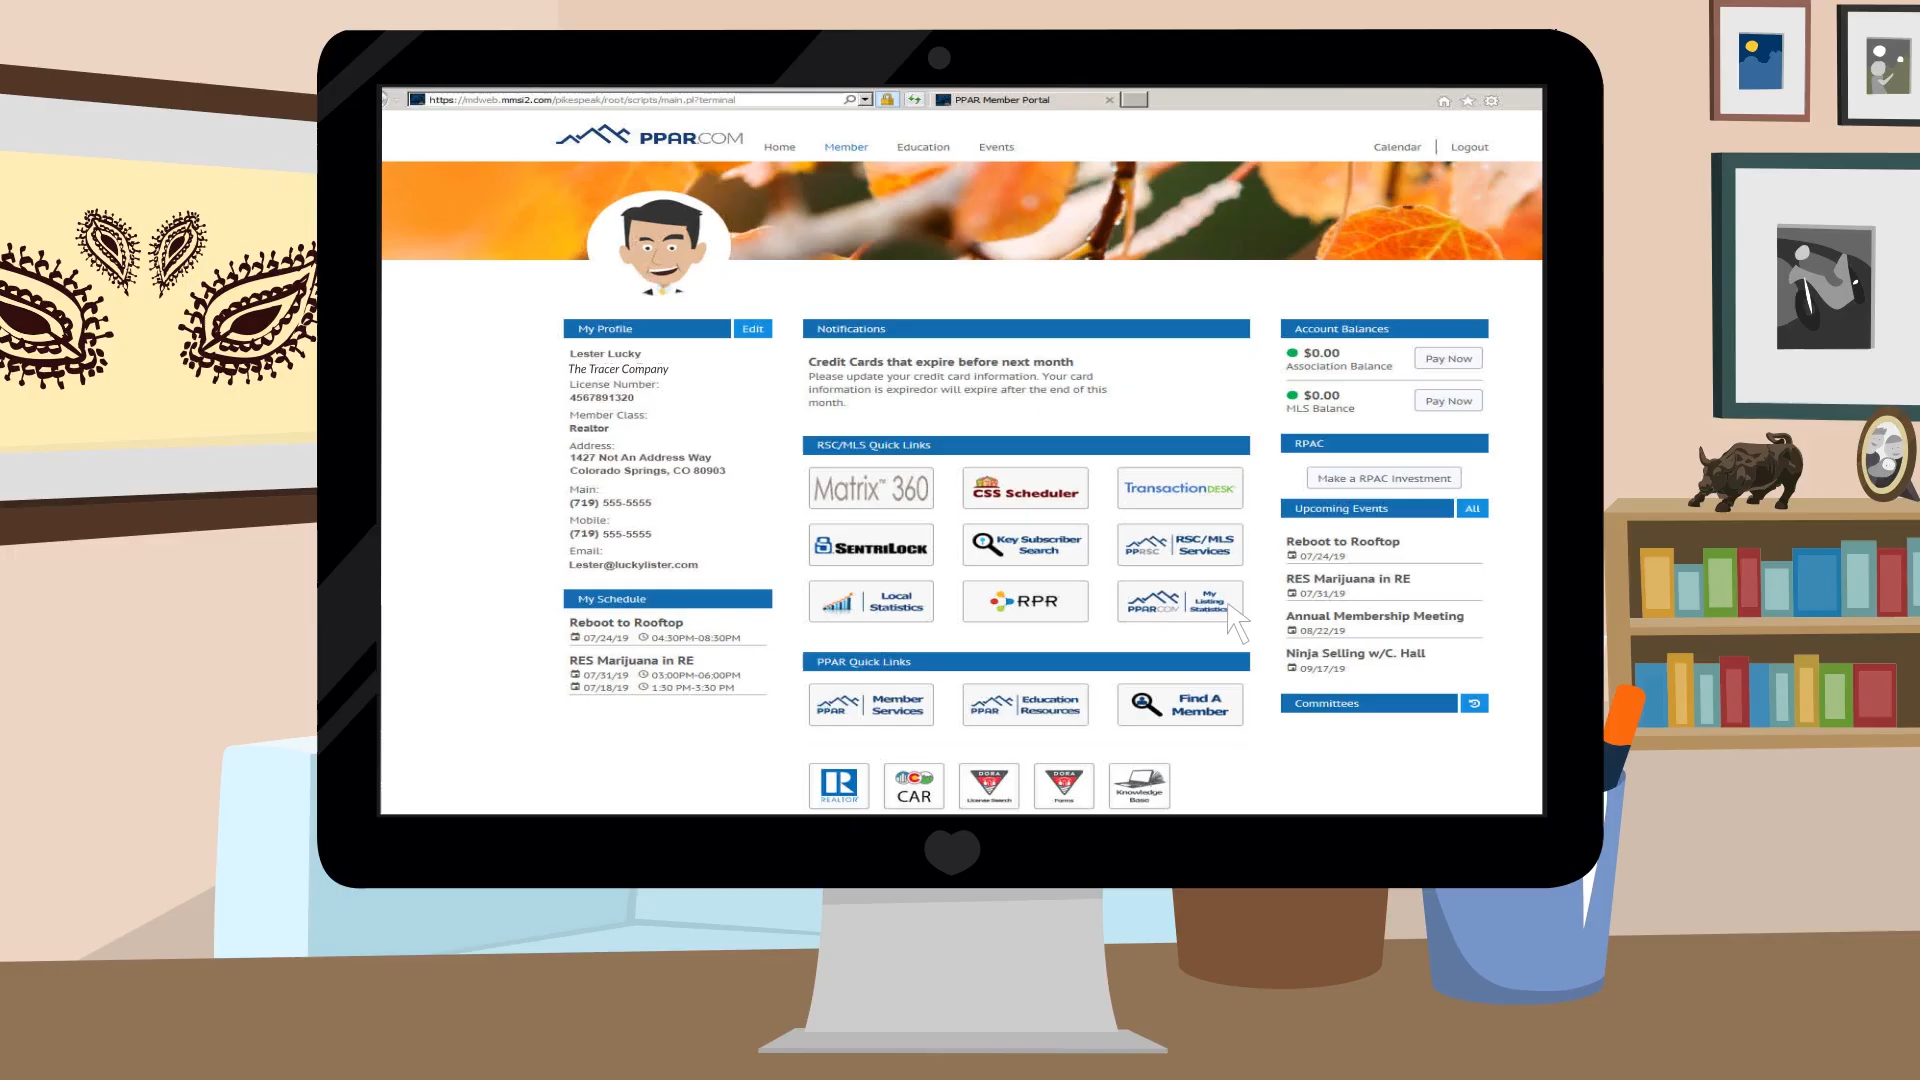 https://mdweb.mmsi2.com/pikespeak/root/scripts/main.pl?terminal
PPAR Member Portal
PPAR.COM
Home
Member
Education
Events
Calendar
Logout
My Profile
Edit
Lester Lucky
The Tracer Company
License Number:
4567891320
Member Class:
Realtor
Address:
1427 Not An Address Way
Colorado Springs, CO 80903
Main:
(719) 555-5555
Mobile:
(719) 555-5555
Email:
Lester@luckylister.com
My Schedule
Reboot to Rooftop
07/24/19 04:30PM-08:30PM
RES Marijuana in RE
07/31/19 03:00PM-06:00PM
07/18/19 1:30 PM-3:30 PM
Notifications
Credit Cards that expire before next month
Please update your credit card information. Your card
information is expiredor will expire after the end of this
month.
RSC/MLS Quick Links
Matrix™ 360
CSS Scheduler
TransactionDESK
SENTRILOCK
Key Subscriber
Search
PPRSC
RSC/MLS
Services
Local
Statistics
RPR
PPAR.COM
My
Listing
Statistics
PPAR Quick Links
PPAR
Member
Services
PPAR
Education
Resources
Find A
Member
R
REALTOR
CAR
DORA
License Search
DORA
Forms
Knowledge
Base
Account Balances
$0.00
Association Balance
Pay Now
$0.00
MLS Balance
Pay Now
RPAC
Make a RPAC Investment
Upcoming Events
All
Reboot to Rooftop
07/24/19
RES Marijuana in RE
07/31/19
Annual Membership Meeting
08/22/19
Ninja Selling w/C. Hall
09/17/19
Committees